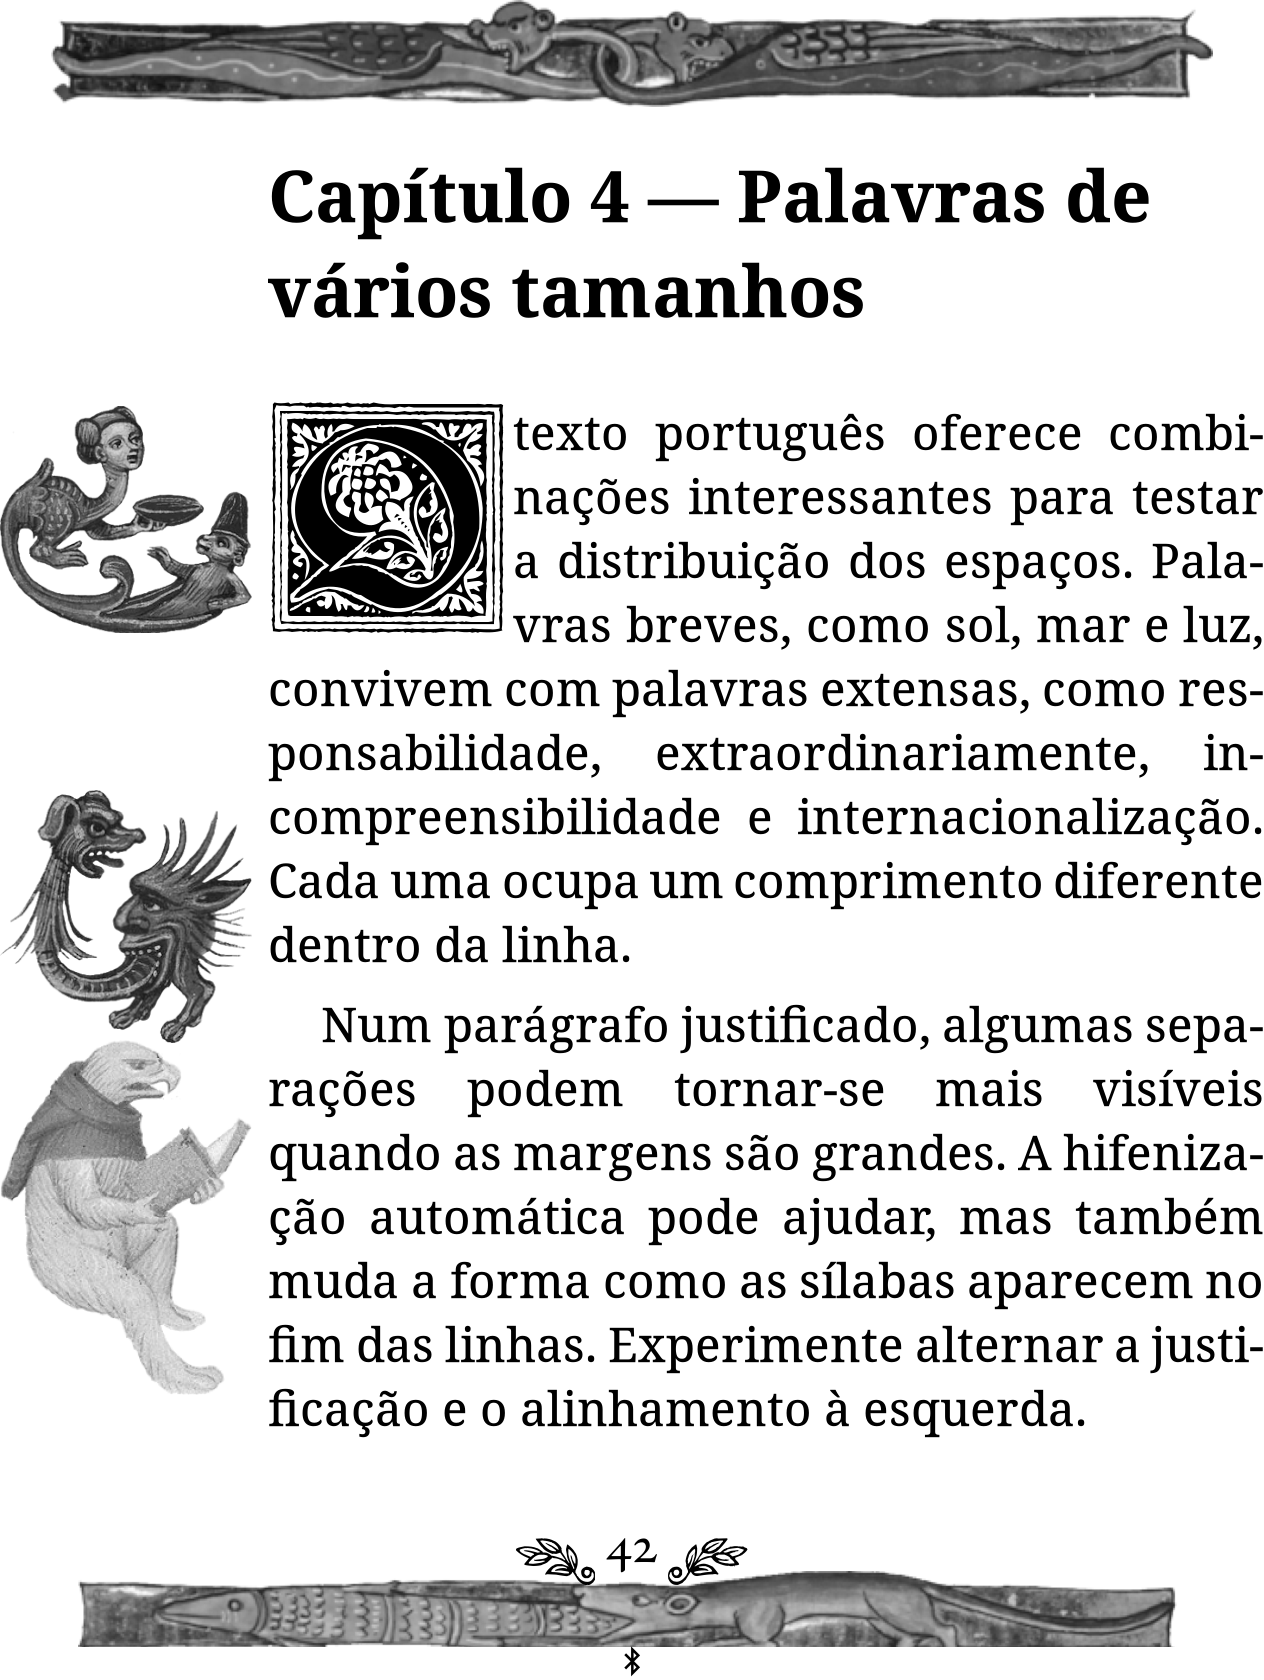 Capítulo 4 — Palavras de
vários tamanhos
O texto português oferece combi-
nações interessantes para testar
a distribuição dos espaços. Pala-
vras breves, como sol, mar e luz,
convivem com palavras extensas, como res-
ponsabilidade, extraordinariamente, in-
compreensibilidade e internacionalização.
Cada uma ocupa um comprimento diferente
dentro da linha.
Num parágrafo justificado, algumas sepa-
rações podem tornar-se mais visíveis
quando as margens são grandes. A hifeniza-
ção automática pode ajudar, mas também
muda a forma como as sílabas aparecem no
fim das linhas. Experimente alternar a justi-
ficação e o alinhamento à esquerda.
42